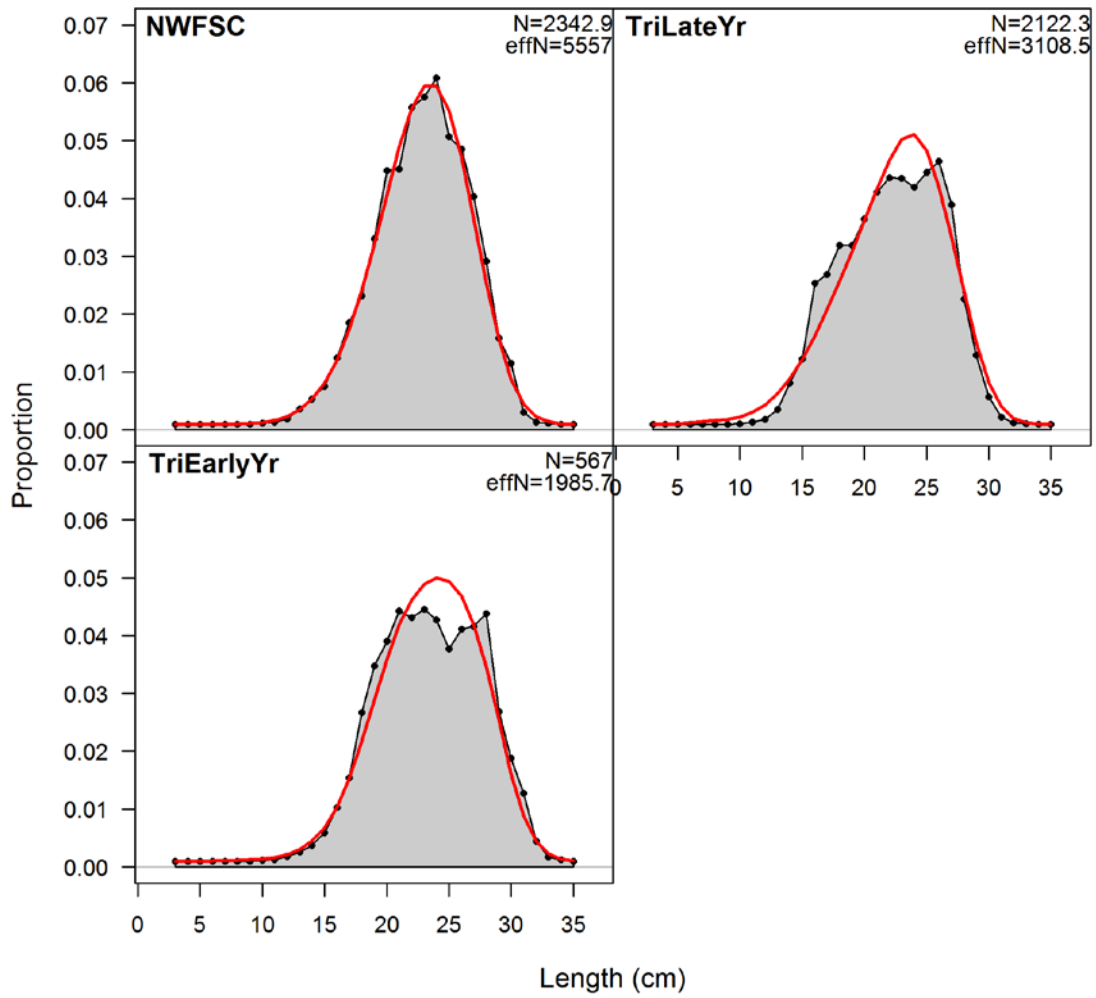 NWFSC
N=2342.9
effN=5557
TriLateYr
N=2122.3
effN=3108.5
0.07
0.06
0.05
0.04
0.03
0.02
0.01
0.00
TriEarlyYr
N=567
effN=1985.7
0 5 10 15 20 25 30 35
0.07
0.06
0.05
0.04
0.03
0.02
0.01
0.00
0 5 10 15 20 25 30 35
Proportion
Length (cm)